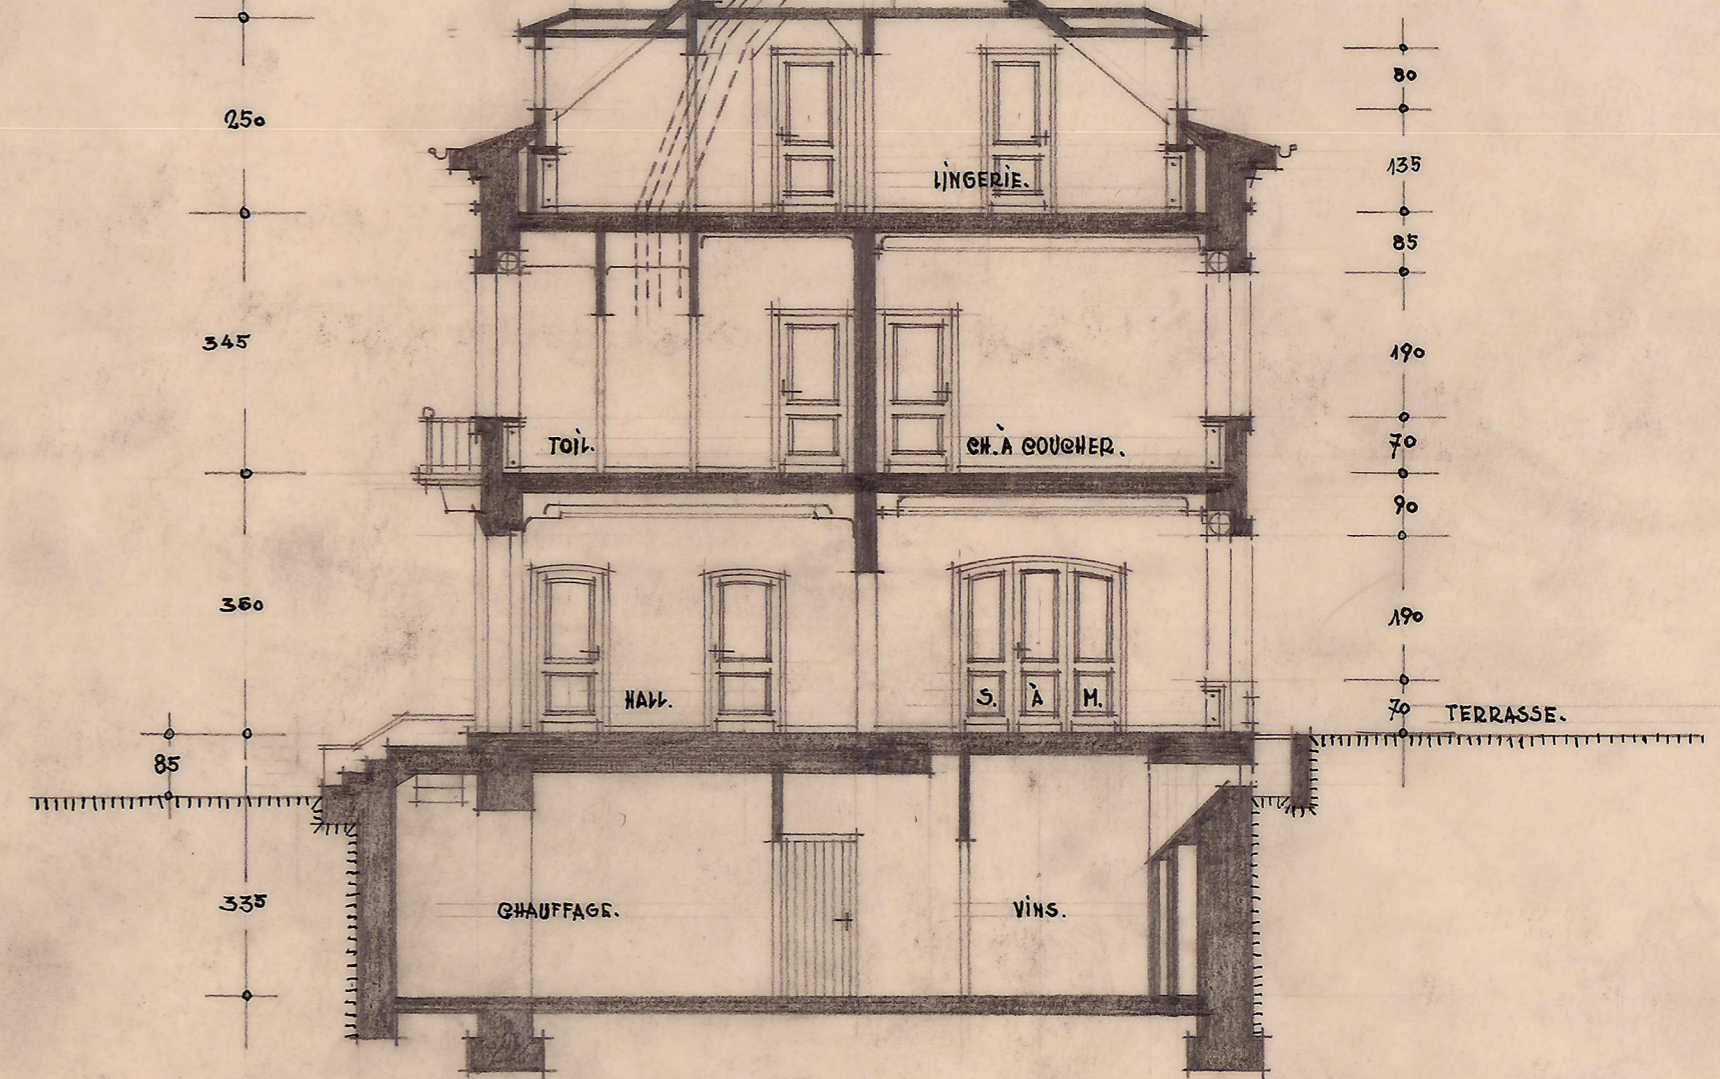 250
80
135
LINGERIE.
85
345
190
TOIL.
CH. À COUCHER.
70
90
360
190
HALL.
S. À M.
70
TERRASSE.
85
335
CHAUFFAGE.
VINS.